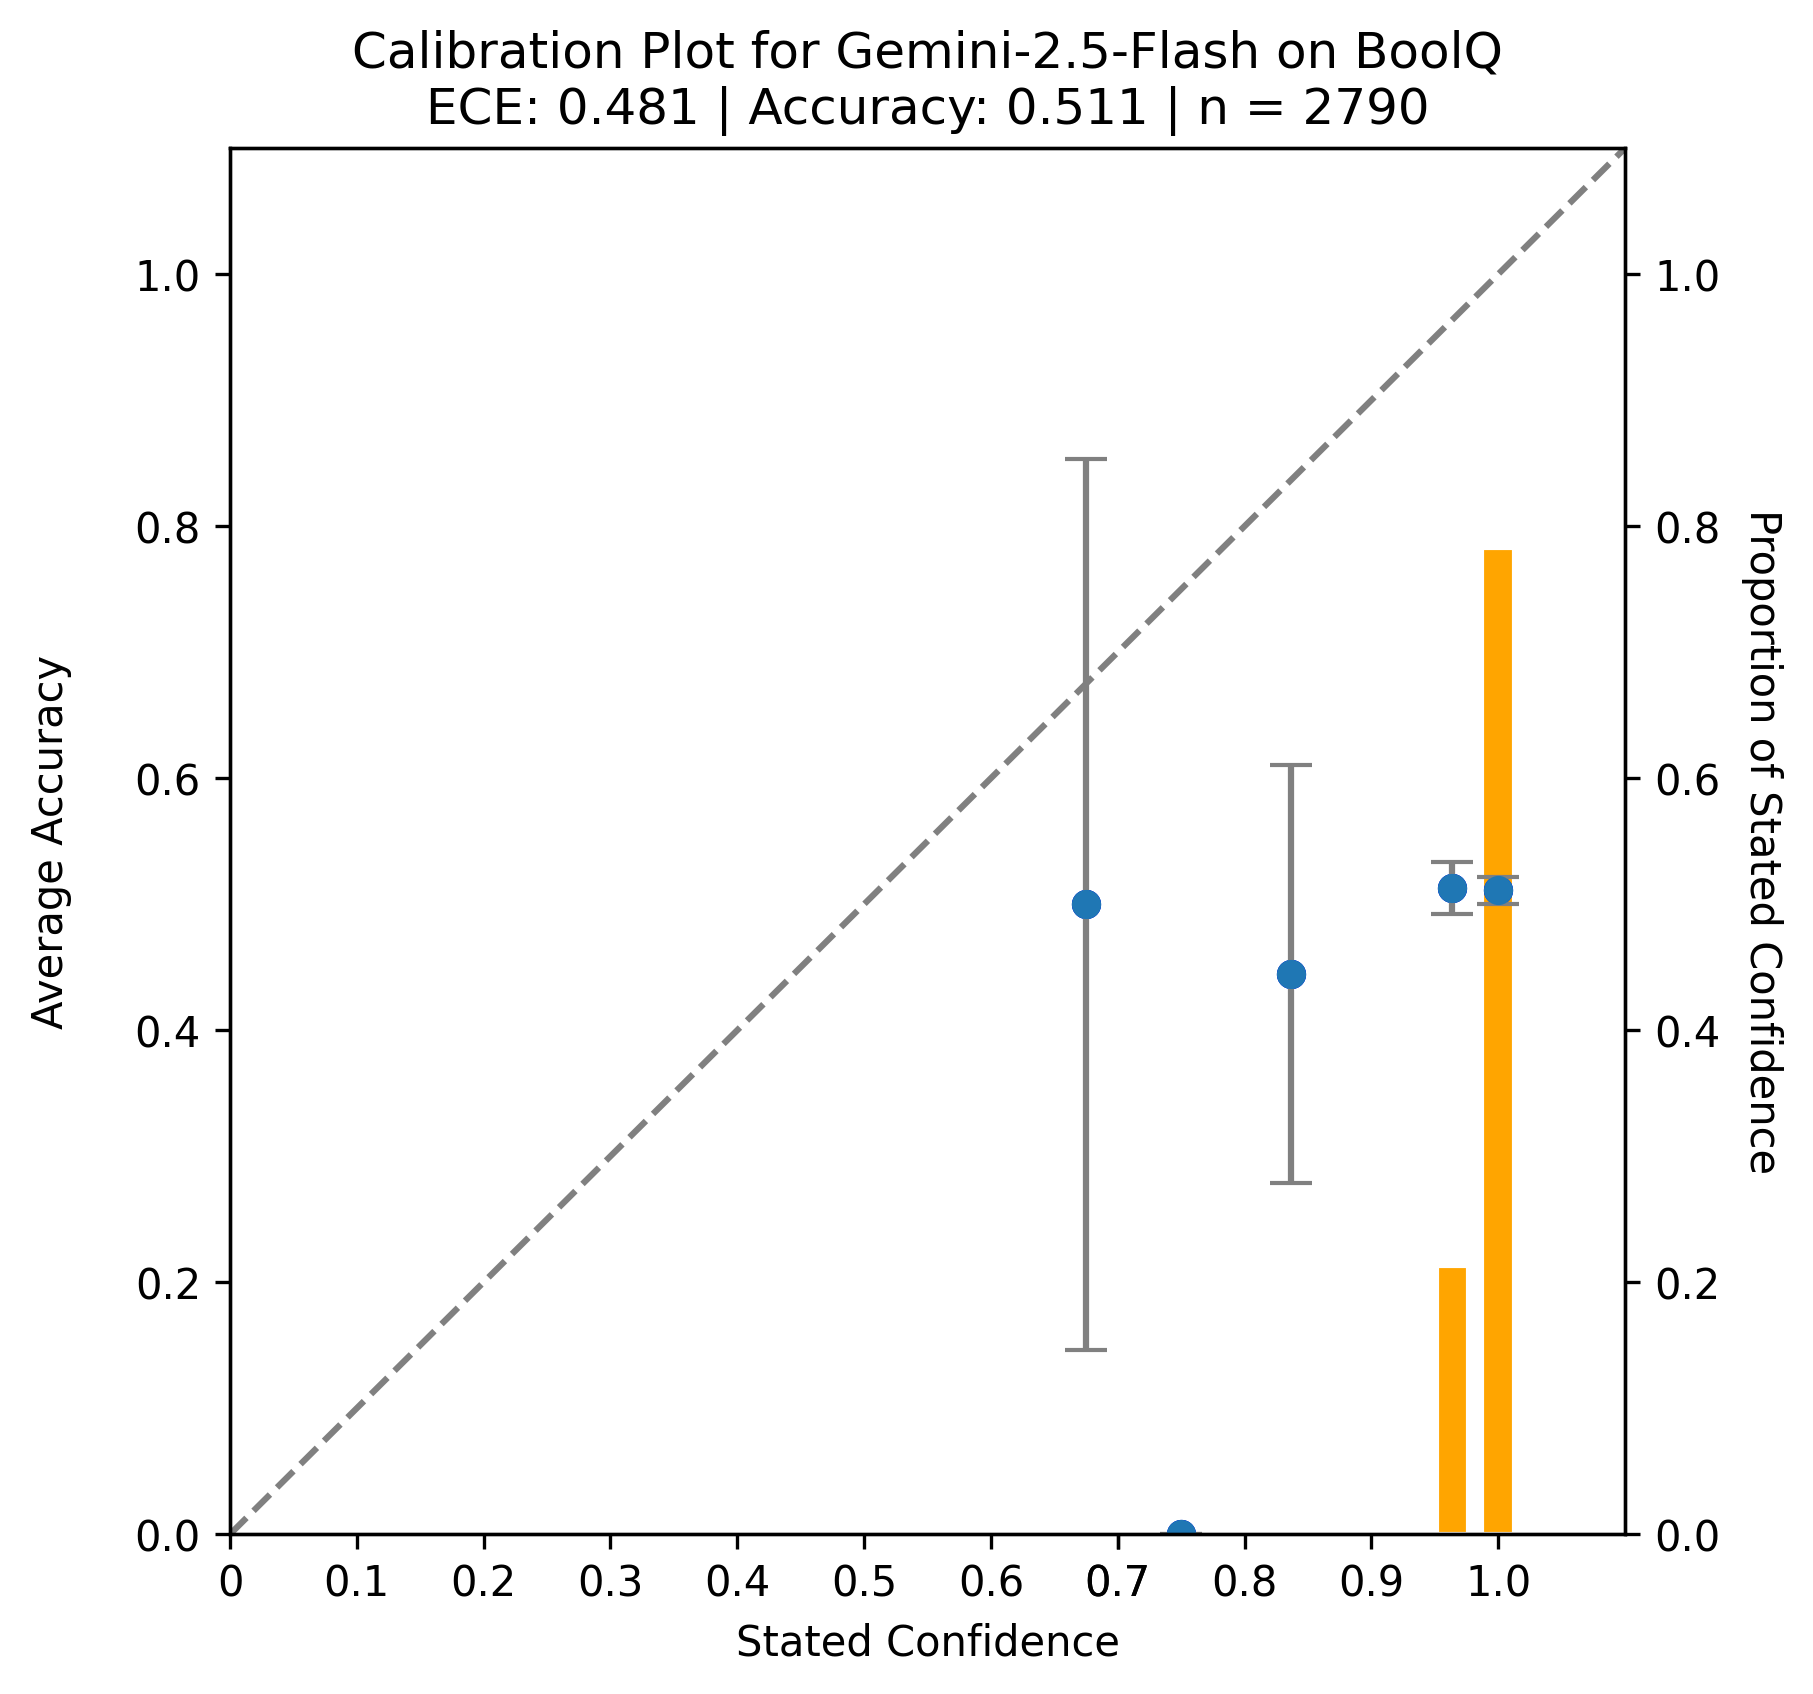 Calibration Plot for Gemini-2.5-Flash on BoolQ
ECE: 0.481 | Accuracy: 0.511 | n = 2790
Average Accuracy
1.0
0.8
0.6
0.4
0.2
0.0
1.0
0.8
0.6
0.4
0.2
0.0
Proportion of Stated Confidence
0 0.1 0.2 0.3 0.4 0.5 0.6 0.7 0.8 0.9 1.0
Stated Confidence